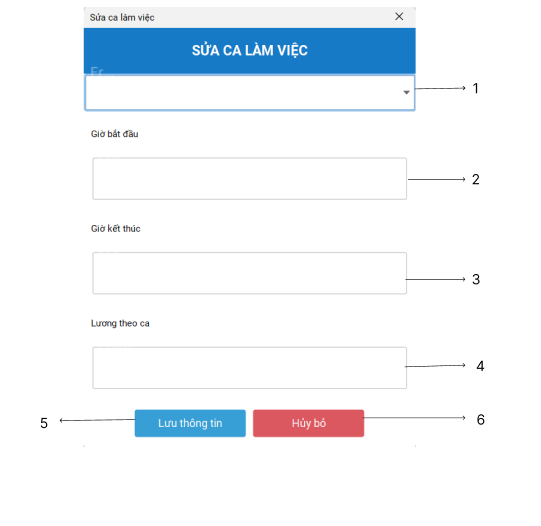 Sửa ca làm việc
SỬA CA LÀM VIỆC
1
Giờ bắt đầu
2
Giờ kết thúc
3
Lương theo ca
4
5
Lưu thông tin
Hủy bỏ
6